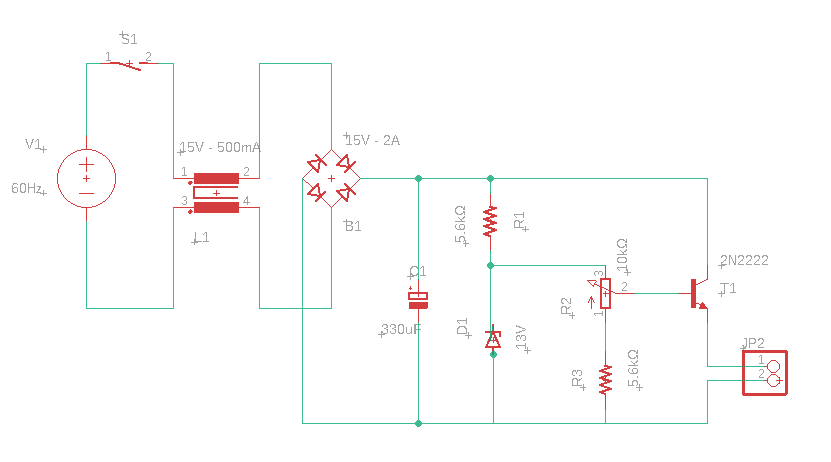 S1
1 2
V1
60Hz
15V - 500mA
1 2
3 4
L1
15V - 2A
B1
C1
330uF
5.6kΩ
R1
D1
13V
10kΩ
3
2
1
R2
R3
5.6kΩ
2N2222
T1
JP2
1
2